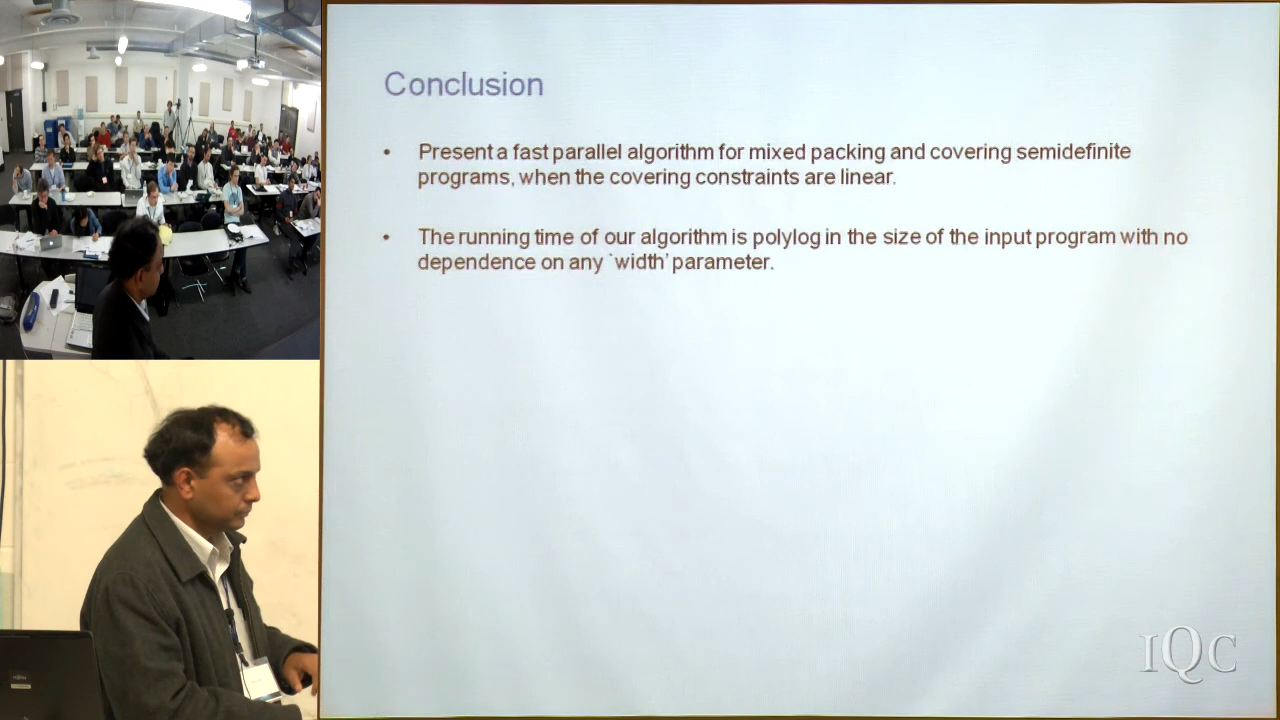 Conclusion
• Present a fast parallel algorithm for mixed packing and covering semidefinite
programs, when the covering constraints are linear.
• The running time of our algorithm is polylog in the size of the input program with no
dependence on any `width' parameter.
IQC